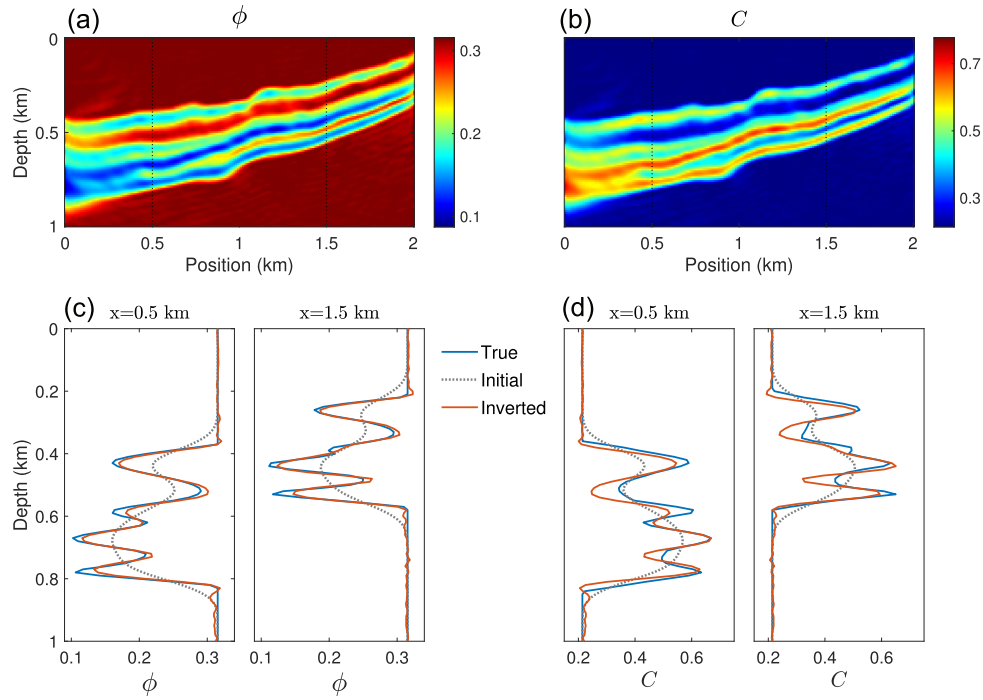 (a) ϕ
0
0.5
1
Depth (km)
0 0.5 1 1.5 2
Position (km)
0.3
0.2
0.1
(b) C
0
0.5
1
0 0.5 1 1.5 2
Position (km)
0.7
0.5
0.3
(c)
x=0.5 km
x=1.5 km
0
0.2
0.4
0.6
0.8
1
Depth (km)
0.1 0.2 0.3
ϕ
0.1 0.2 0.3
ϕ
True
Initial
Inverted
(d)
x=0.5 km
x=1.5 km
0.2 0.4 0.6
C
0.2 0.4 0.6
C